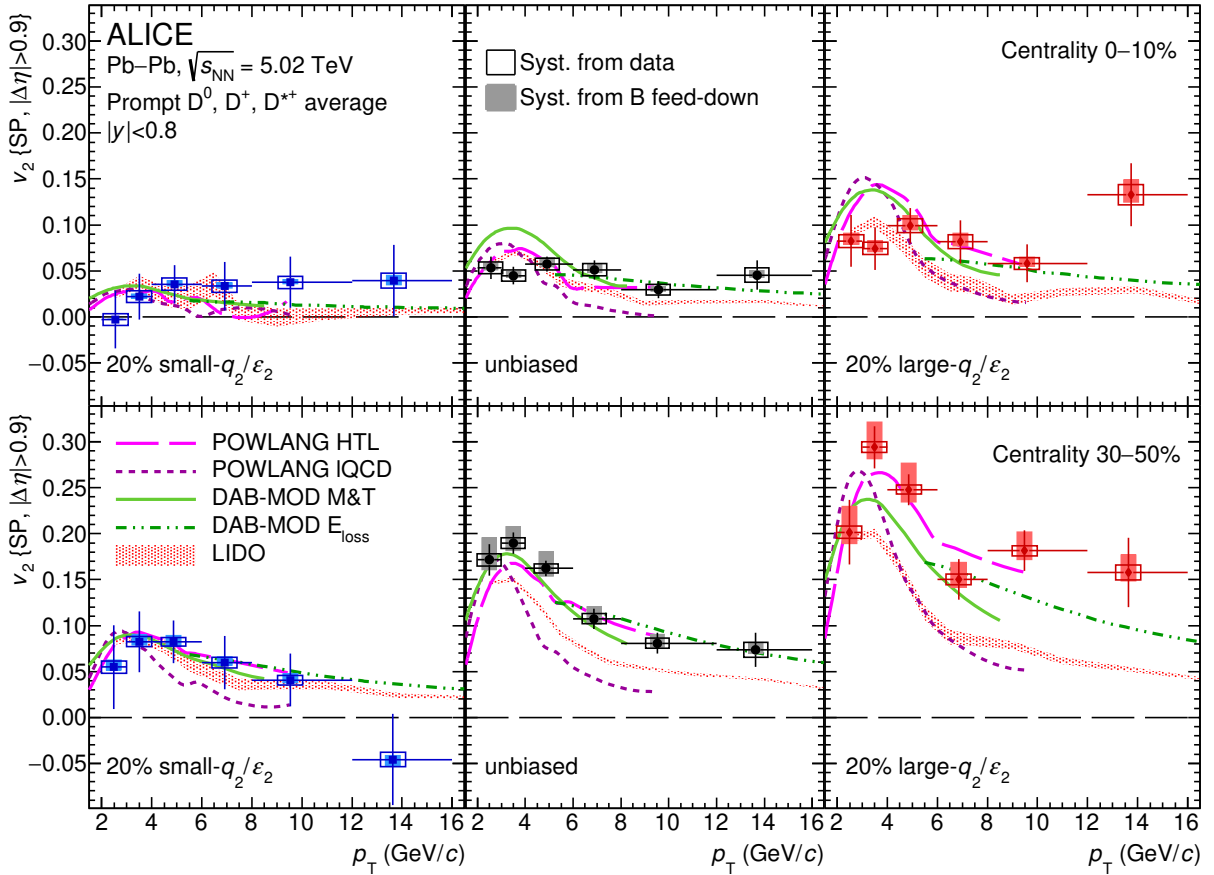 ALICE
Pb–Pb, √s_NN = 5.02 TeV
Prompt D⁰, D⁺, D*⁺ average
|y|<0.8
Syst. from data
Syst. from B feed-down
Centrality 0–10%
v₂ {SP, |Δη|>0.9}
0.30
0.25
0.20
0.15
0.10
0.05
0.00
−0.05
20% small-q₂/ε₂
unbiased
20% large-q₂/ε₂
POWLANG HTL
POWLANG lQCD
DAB-MOD M&T
DAB-MOD E_loss
LIDO
Centrality 30–50%
v₂ {SP, |Δη|>0.9}
0.30
0.25
0.20
0.15
0.10
0.05
0.00
−0.05
20% small-q₂/ε₂
unbiased
20% large-q₂/ε₂
2 4 6 8 10 12 14 16
2 4 6 8 10 12 14 16
2 4 6 8 10 12 14 16
p_T (GeV/c)
p_T (GeV/c)
p_T (GeV/c)